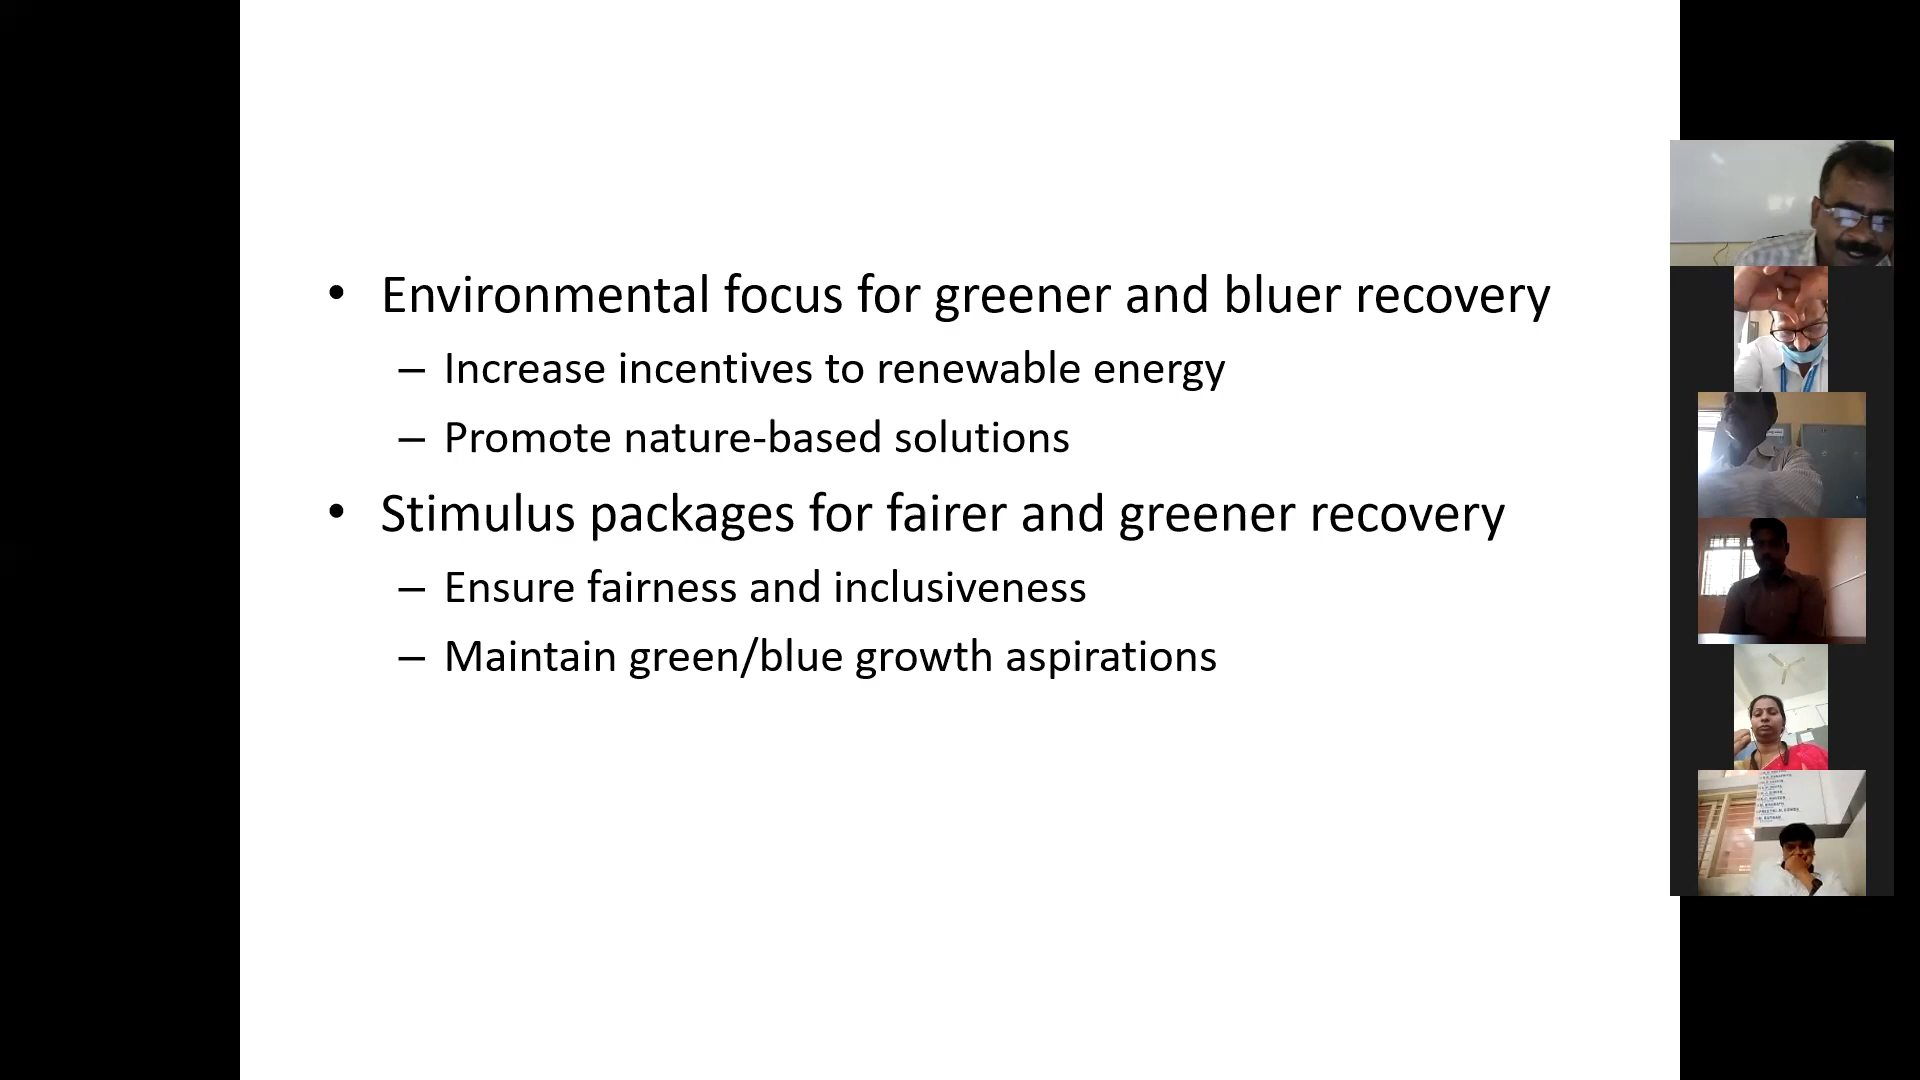 • Environmental focus for greener and bluer recovery
– Increase incentives to renewable energy
– Promote nature-based solutions
• Stimulus packages for fairer and greener recovery
– Ensure fairness and inclusiveness
– Maintain green/blue growth aspirations